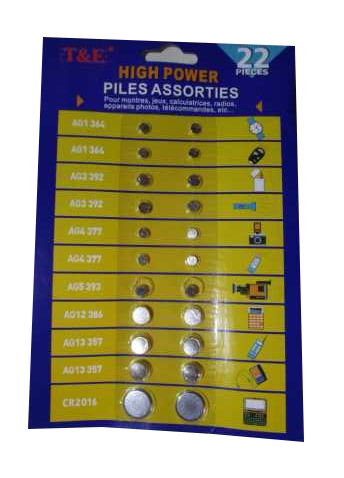 T&E®
22
PIECES
HIGH POWER
PILES ASSORTIES
Pour montres, jeux, calculatrices, radios,
appareils photos, télécommandes, etc...
AG1 364
AG1 364
AG3 392
AG3 392
AG4 377
AG4 377
AG5 393
AG12 386
AG13 357
AG13 357
CR2016